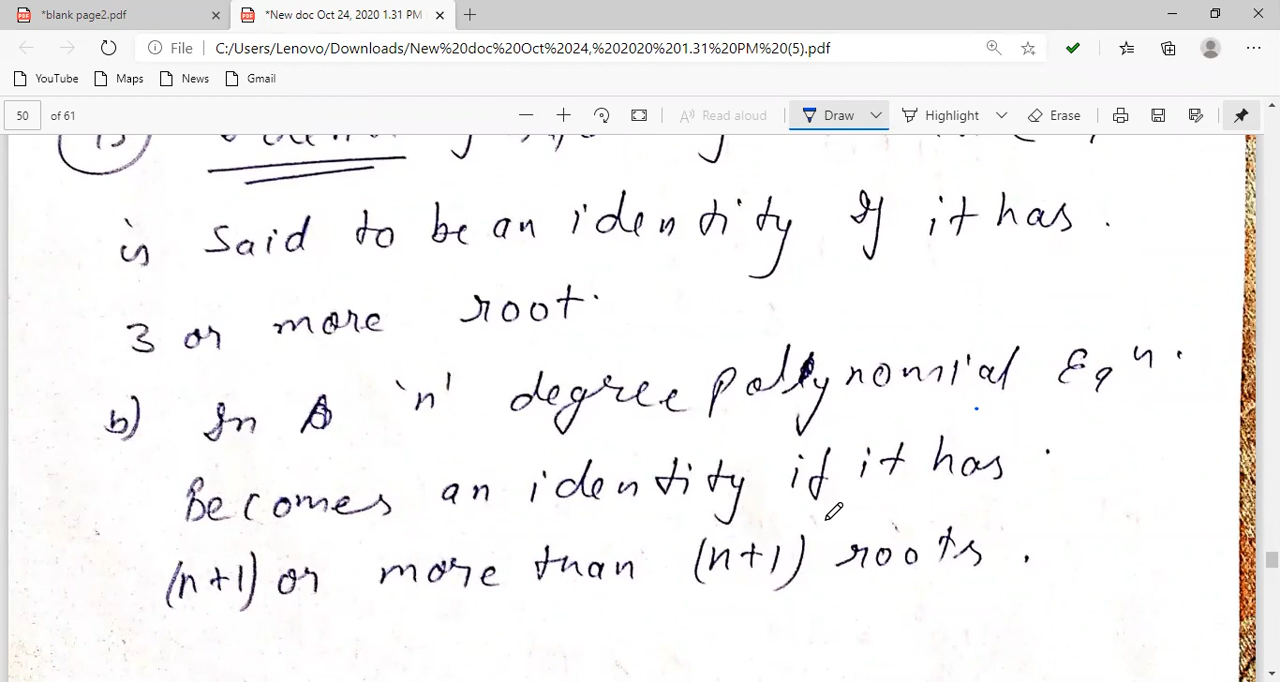 *blank page2.pdf
*New doc Oct 24, 2020 1.31 PM
File
C:/Users/Lenovo/Downloads/New%20doc%20Oct%2024,%202020%201.31%20PM%20(5).pdf
YouTube Maps News Gmail
50 of 61 Read aloud Draw Highlight Erase
is said to be an identity If it has.
3 or more root.
b) In A 'n' degree polynomial Eqn.
Becomes an identity if it has.
(n+1) or more than (n+1) roots.